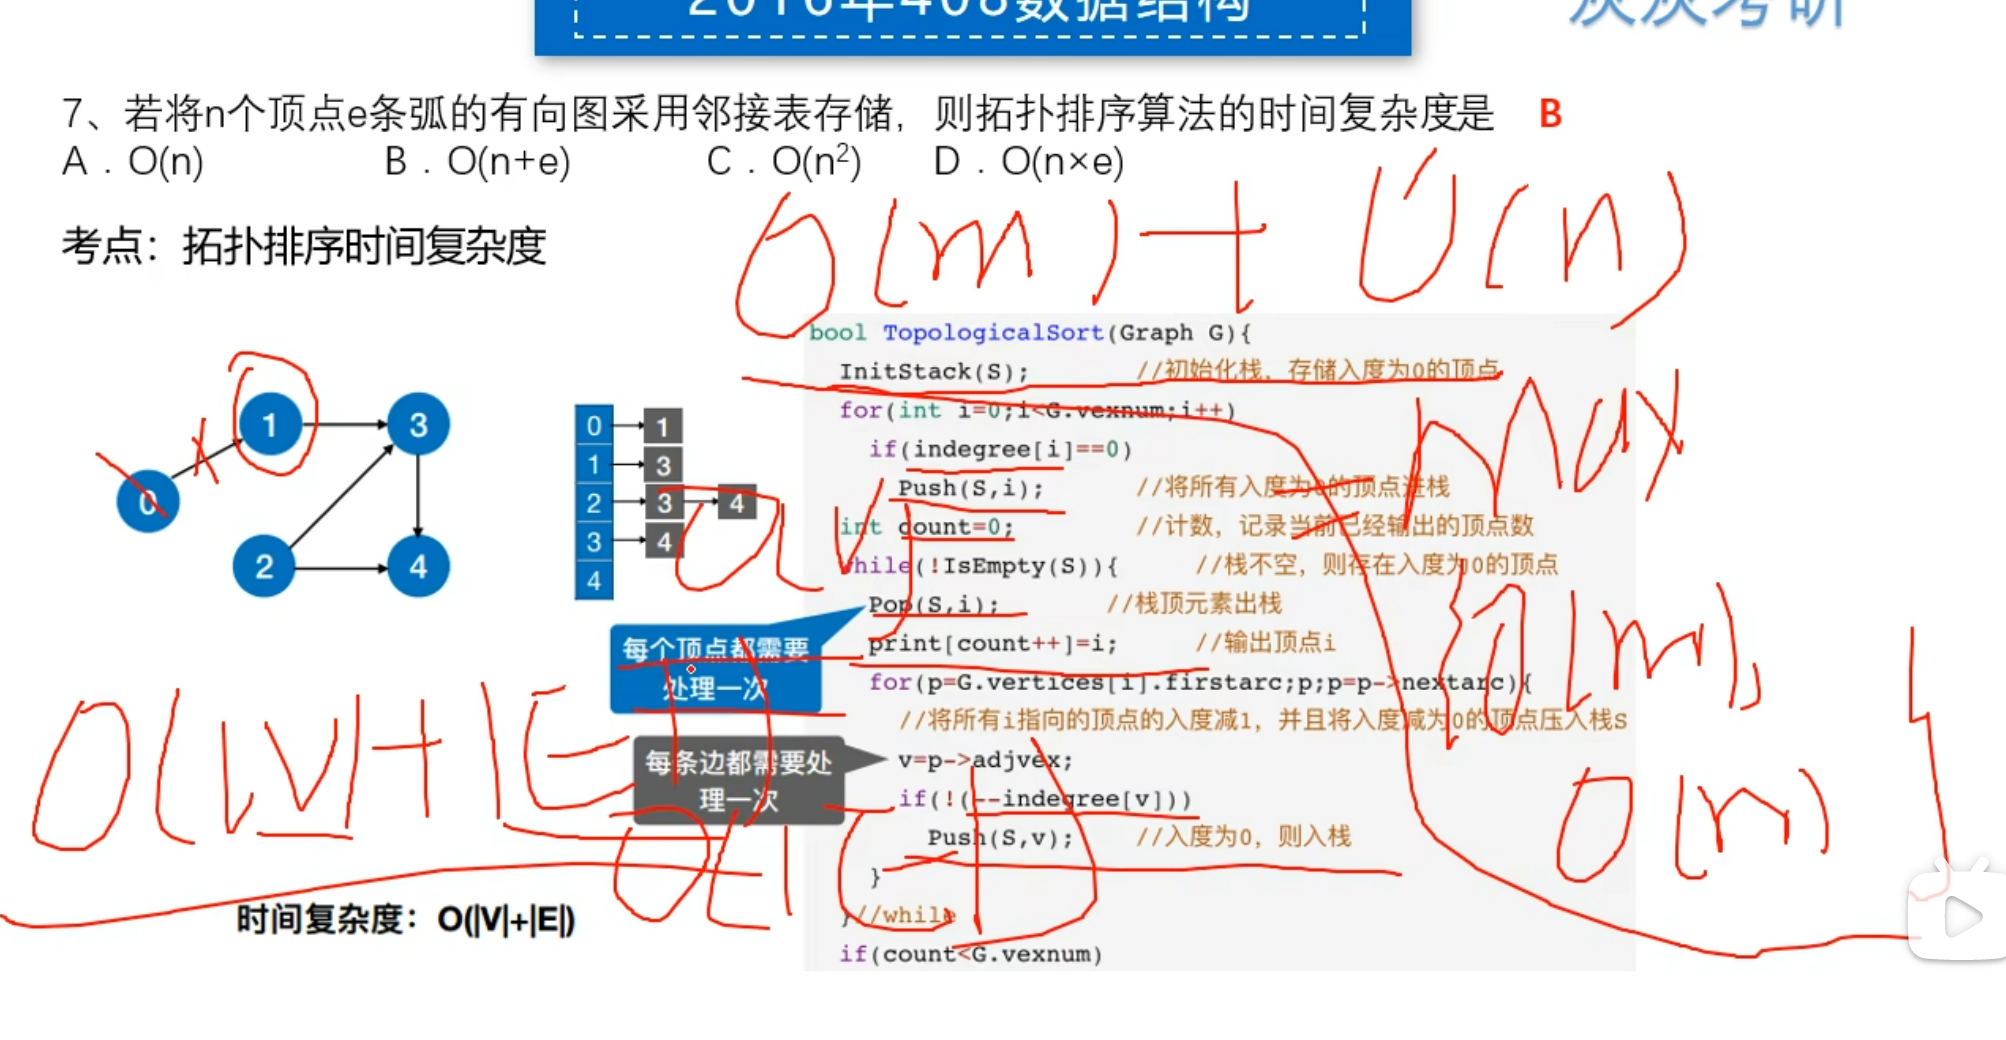 2016年408数据结构
灰灰考研
7、若将n个顶点e条弧的有向图采用邻接表存储，则拓扑排序算法的时间复杂度是 B
A．O(n) B．O(n+e) C．O(n²) D．O(n×e)
O(m) + O(n)
考点：拓扑排序时间复杂度
bool TopologicalSort(Graph G){
InitStack(S); //初始化栈，存储入度为0的顶点
for(int i=0;i<G.vexnum;i++)
if(indegree[i]==0)
Push(S,i); //将所有入度为0的顶点进栈
int count=0; //计数，记录当前已经输出的顶点数
while(!IsEmpty(S)){ //栈不空，则存在入度为0的顶点
Pop(S,i); //栈顶元素出栈
print[count++]=i; //输出顶点i
for(p=G.vertices[i].firstarc;p;p=p->nextarc){
//将所有i指向的顶点的入度减1，并且将入度减为0的顶点压入栈S
v=p->adjvex;
if(!(--indegree[v]))
Push(S,v); //入度为0，则入栈
}
}//while
if(count<G.vexnum)
Max
O(m),
O(n)
1 3
0
2 4
0 1
1 3
2 3 4
3 4
4
每个顶点都需要
处理一次
每条边都需要处
理一次
O(|V|+|E|)
时间复杂度：O(|V|+|E|)